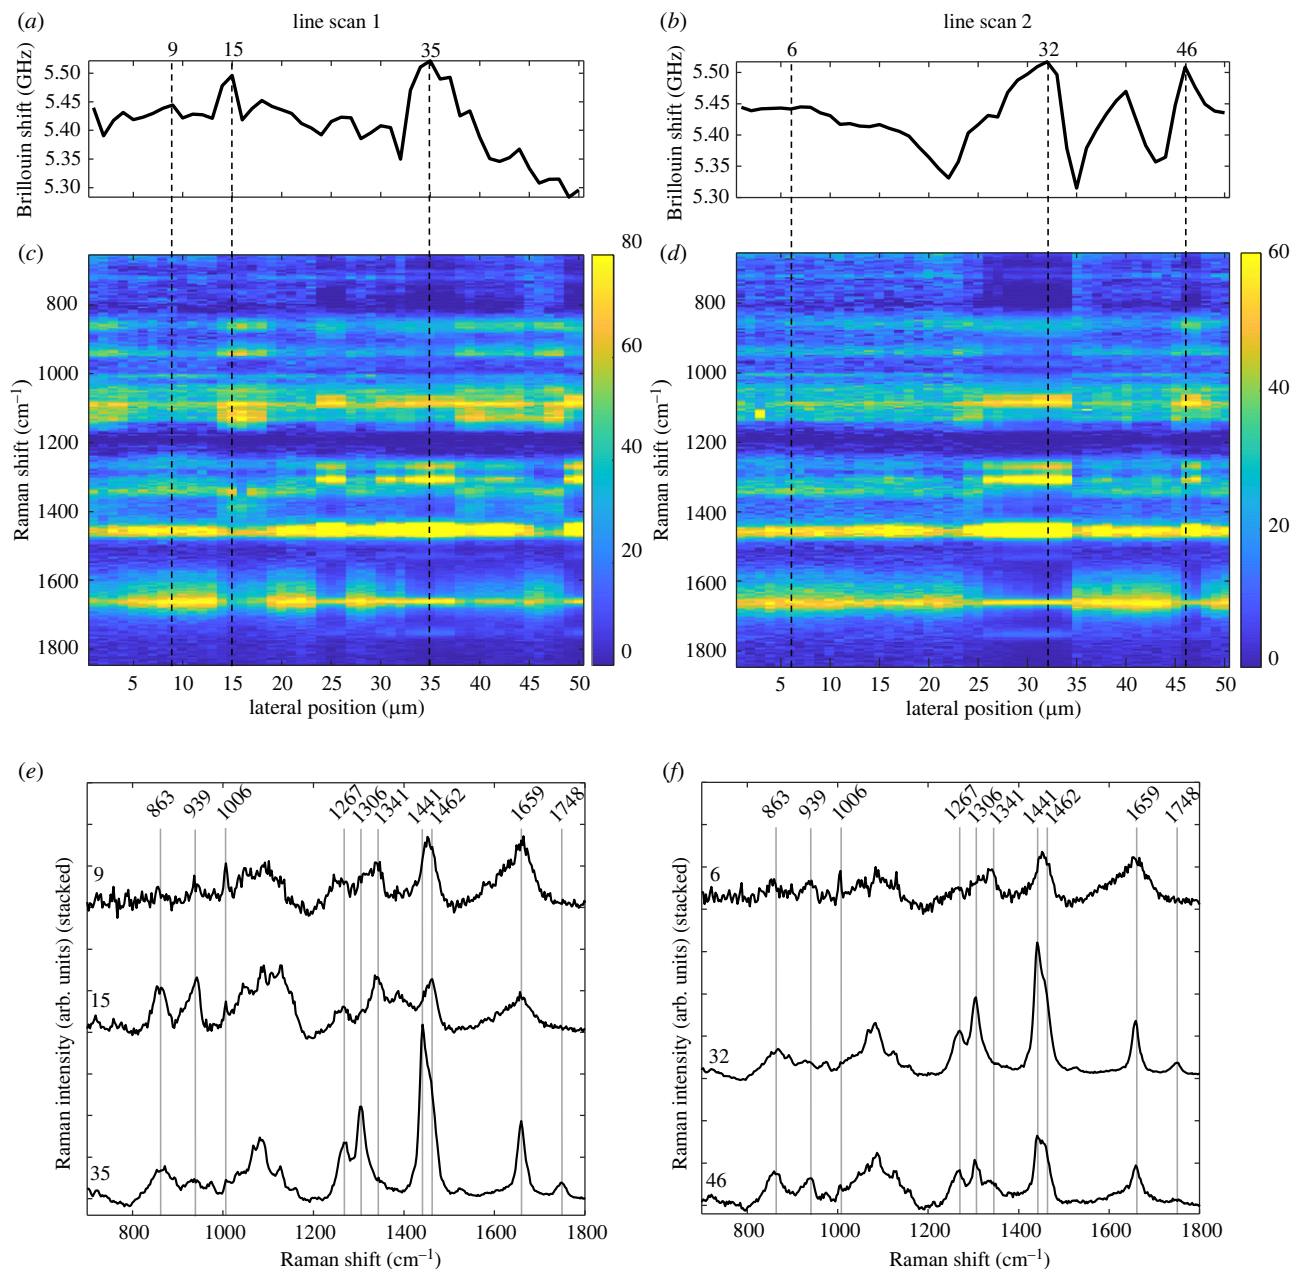 (a) line scan 1
9 15 35
Brillouin shift (GHz)
5.50
5.45
5.40
5.35
5.30
(b) line scan 2
6 32 46
Brillouin shift (GHz)
5.50
5.45
5.40
5.35
5.30
(c)
Raman shift (cm–1)
800
1000
1200
1400
1600
1800
80
60
40
20
0
5 10 15 20 25 30 35 40 45 50
lateral position (μm)
(d)
Raman shift (cm–1)
800
1000
1200
1400
1600
1800
60
40
20
0
5 10 15 20 25 30 35 40 45 50
lateral position (μm)
(e)
863 939 1006 1267 1306 1341 1441 1462 1659 1748
Raman intensity (arb. units) (stacked)
9
15
35
800 1000 1200 1400 1600 1800
Raman shift (cm–1)
(f)
863 939 1006 1267 1306 1341 1441 1462 1659 1748
Raman intensity (arb. units) (stacked)
6
32
46
800 1000 1200 1400 1600 1800
Raman shift (cm–1)